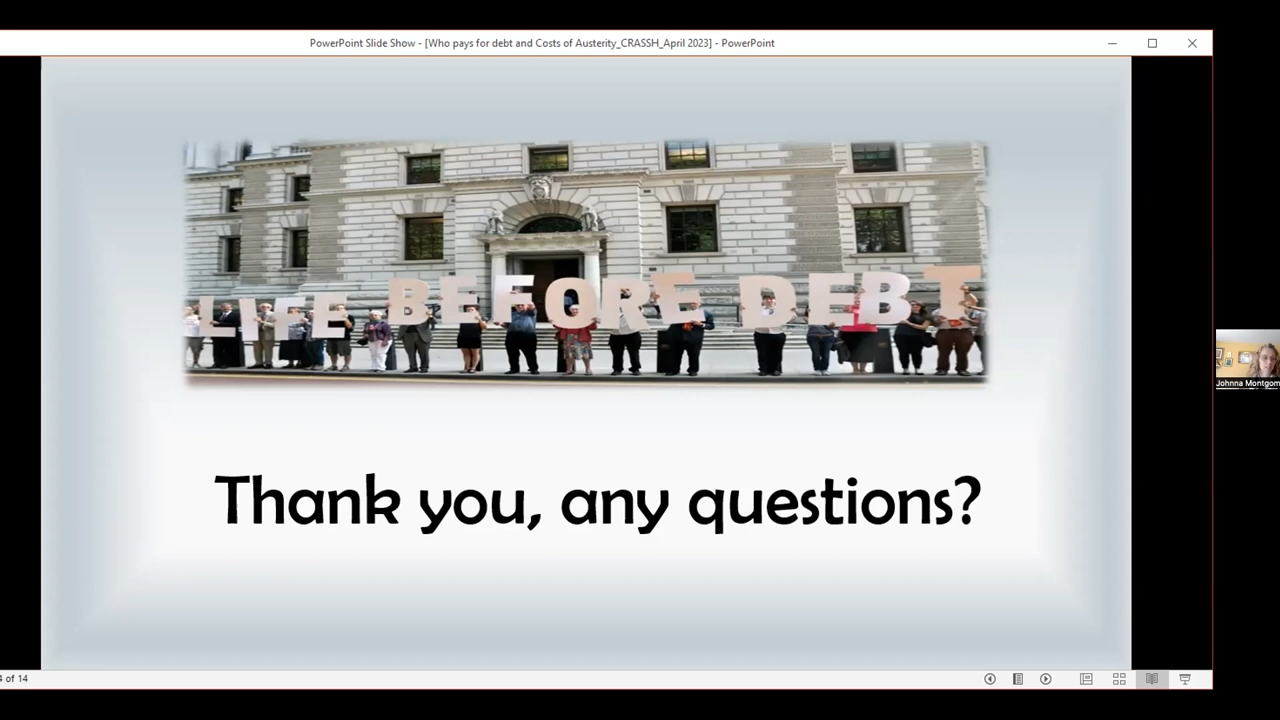 PowerPoint Slide Show - [Who pays for debt and Costs of Austerity_CRASSH_April 2023] - PowerPoint
LIFE BEFORE DEBT
Thank you, any questions?
Johnna Montgom
4 of 14